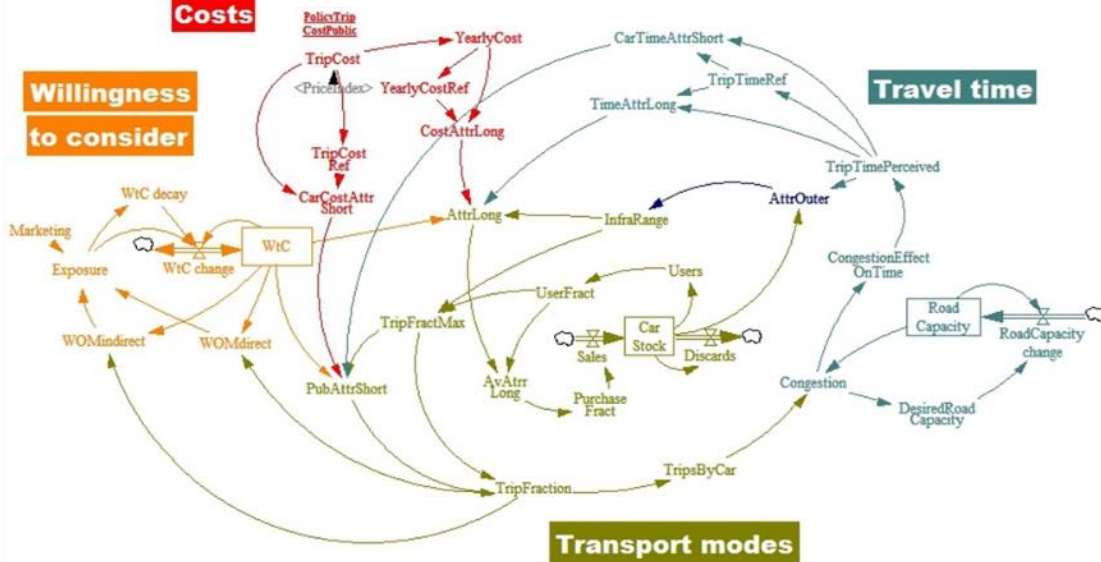 Costs
PolicyTrip
CostPublic
YearlyCost
CarTimeAttrShort
TripCost
<PriceIndex>
YearlyCostRef
TripTimeRef
Willingness
to consider
Travel time
TimeAttrLong
CostAttrLong
TripCost
Ref
TripTimePerceived
CarCostAttr
Short
WtC decay
AttrOuter
AttrLong
InfraRange
Marketing
WtC
WtC change
Exposure
CongestionEffect
OnTime
Users
UserFract
Road
Capacity
RoadCapacity
change
TripFractMax
Car
Stock
WOMindirect
WOMdirect
Sales
Discards
PubAttrShort
AvAtrr
Long
Purchase
Fract
Congestion
DesiredRoad
Capacity
TripsByCar
TripFraction
Transport modes